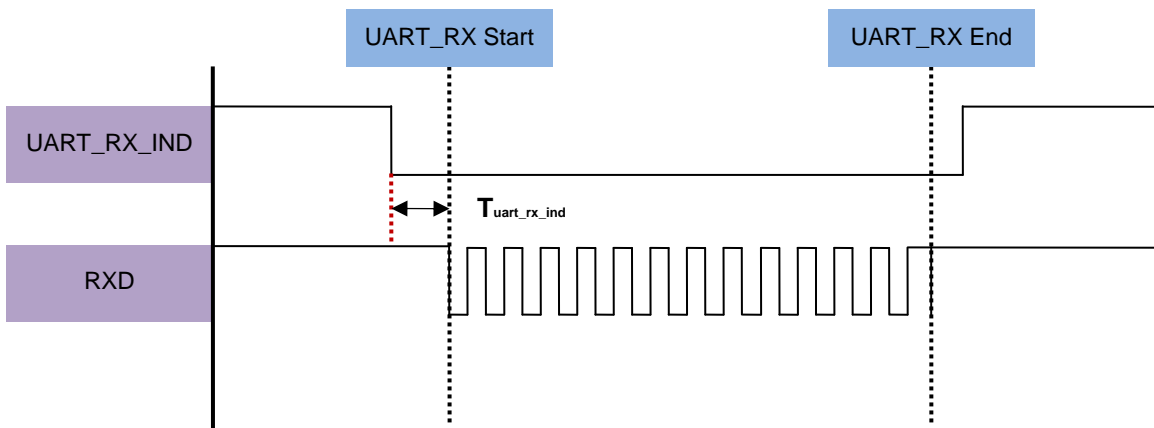 UART_RX Start
UART_RX End
UART_RX_IND
Tuart_rx_ind
RXD